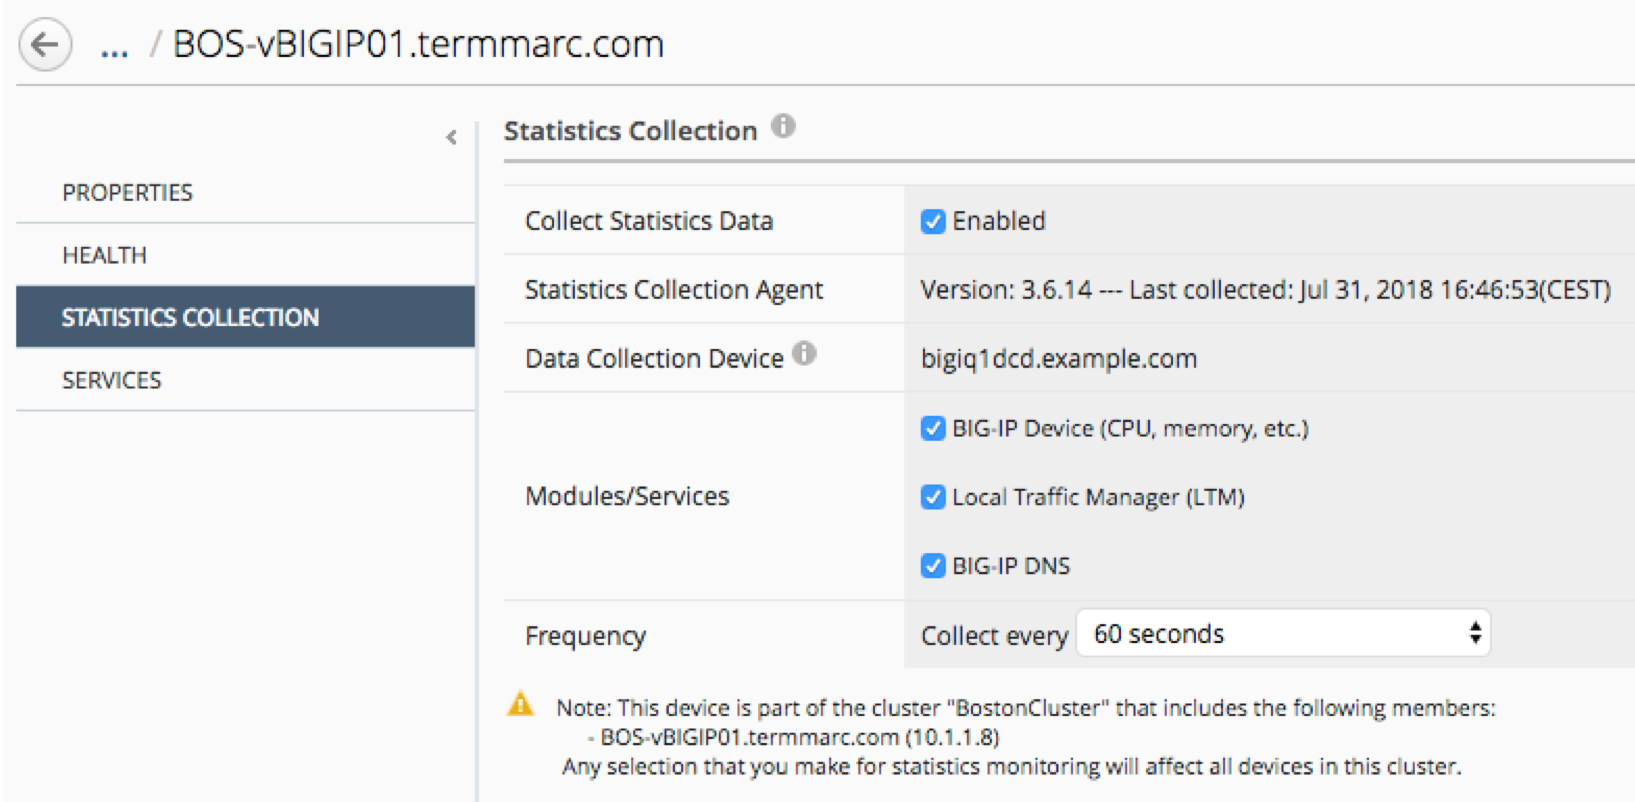 ... / BOS-vBIGIP01.termmarc.com
PROPERTIES
HEALTH
STATISTICS COLLECTION
SERVICES
Statistics Collection
Collect Statistics Data Enabled
Statistics Collection Agent Version: 3.6.14 --- Last collected: Jul 31, 2018 16:46:53(CEST)
Data Collection Device bigiq1dcd.example.com
BIG-IP Device (CPU, memory, etc.)
Modules/Services Local Traffic Manager (LTM)
BIG-IP DNS
Frequency Collect every 60 seconds
Note: This device is part of the cluster "BostonCluster" that includes the following members:
- BOS-vBIGIP01.termmarc.com (10.1.1.8)
Any selection that you make for statistics monitoring will affect all devices in this cluster.